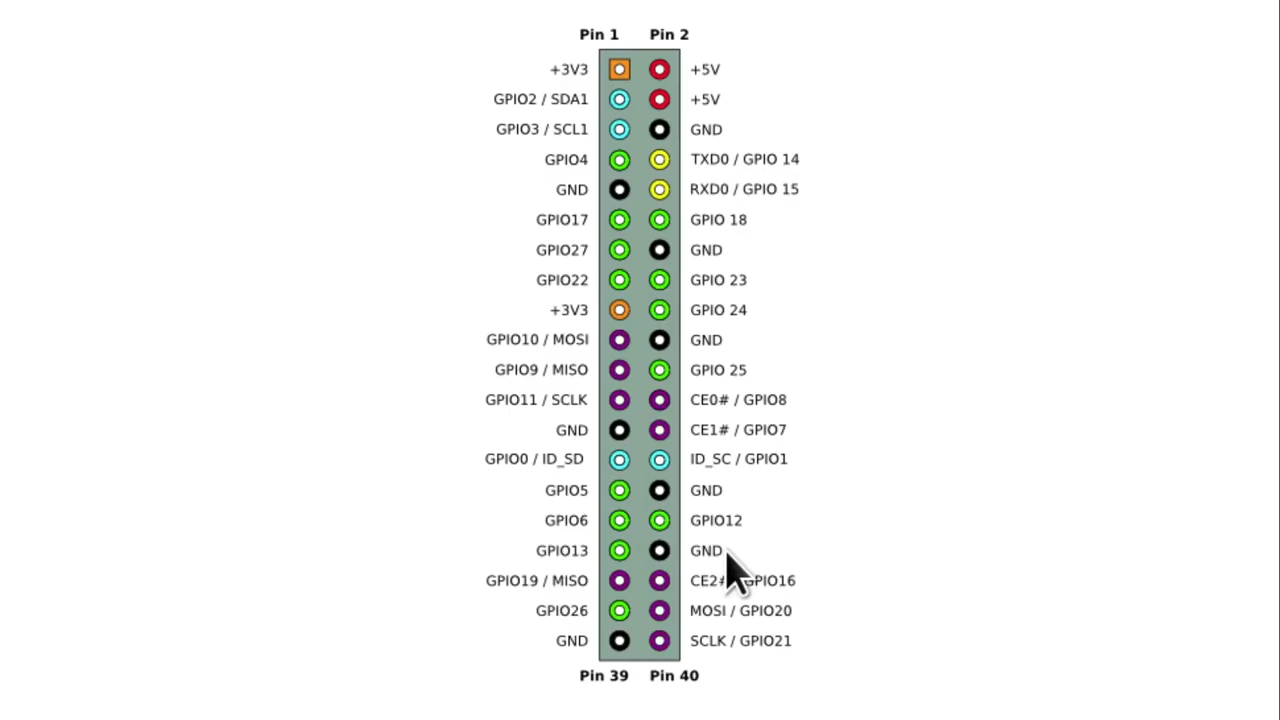 Pin 1 Pin 2
+3V3 +5V
GPIO2 / SDA1 +5V
GPIO3 / SCL1 GND
GPIO4 TXD0 / GPIO 14
GND RXD0 / GPIO 15
GPIO17 GPIO 18
GPIO27 GND
GPIO22 GPIO 23
+3V3 GPIO 24
GPIO10 / MOSI GND
GPIO9 / MISO GPIO 25
GPIO11 / SCLK CE0# / GPIO8
GND CE1# / GPIO7
GPIO0 / ID_SD ID_SC / GPIO1
GPIO5 GND
GPIO6 GPIO12
GPIO13 GND
GPIO19 / MISO CE2# GPIO16
GPIO26 MOSI / GPIO20
GND SCLK / GPIO21
Pin 39 Pin 40